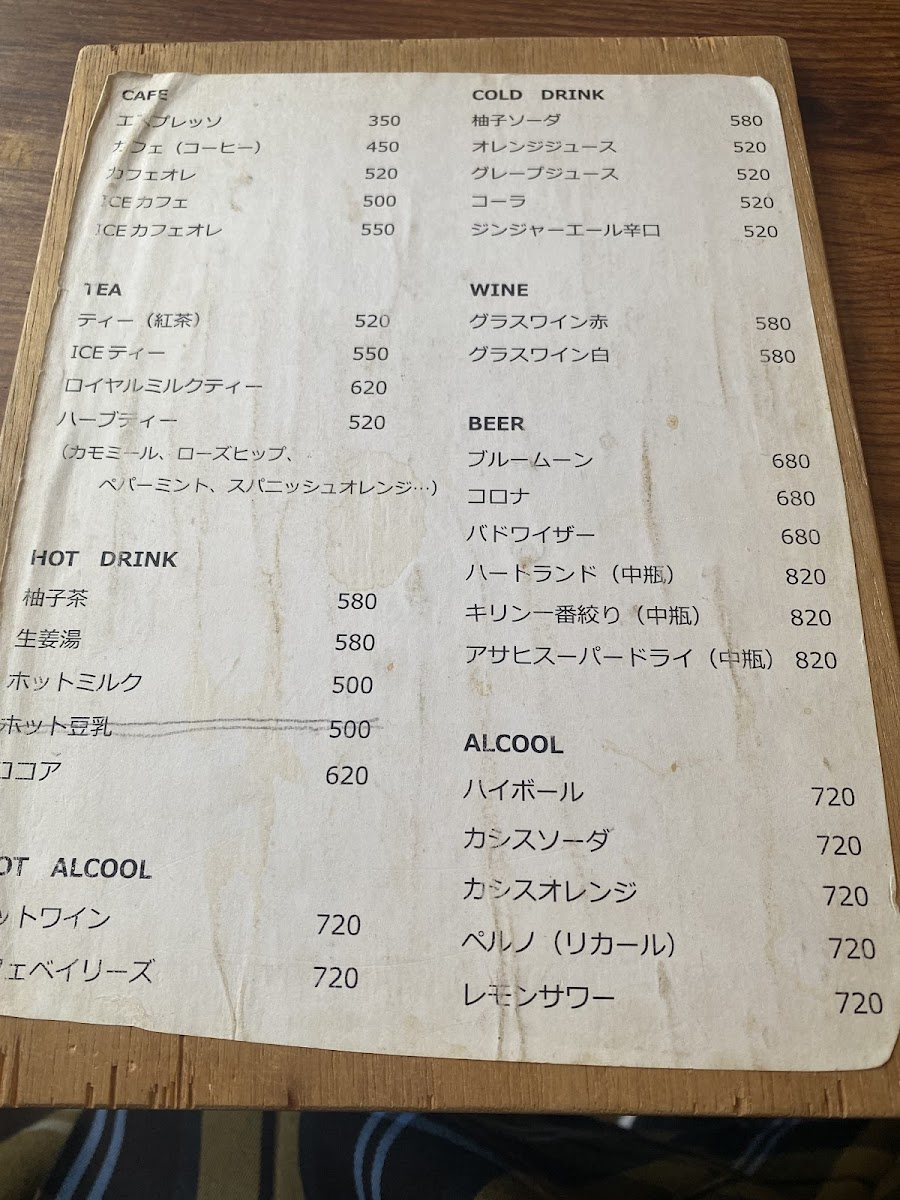 CAFE
エスプレッソ 350
カフェ（コーヒー） 450
カフェオレ 520
ICEカフェ 500
ICEカフェオレ 550
TEA
ティー（紅茶） 520
ICEティー 550
ロイヤルミルクティー 620
ハーブティー 520
（カモミール、ローズヒップ、
ペパーミント、スパニッシュオレンジ…）
HOT DRINK
柚子茶 580
生姜湯 580
ホットミルク 500
ホット豆乳 500
ココア 620
OT ALCOOL
ットワイン 720
フェベイリーズ 720
COLD DRINK
柚子ソーダ 580
オレンジジュース 520
グレープジュース 520
コーラ 520
ジンジャーエール辛口 520
WINE
グラスワイン赤 580
グラスワイン白 580
BEER
ブルームーン 680
コロナ 680
バドワイザー 680
ハートランド（中瓶） 820
キリン一番絞り（中瓶） 820
アサヒスーパードライ（中瓶） 820
ALCOOL
ハイボール 720
カシスソーダ 720
カシスオレンジ 720
ペルノ（リカール） 720
レモンサワー 720